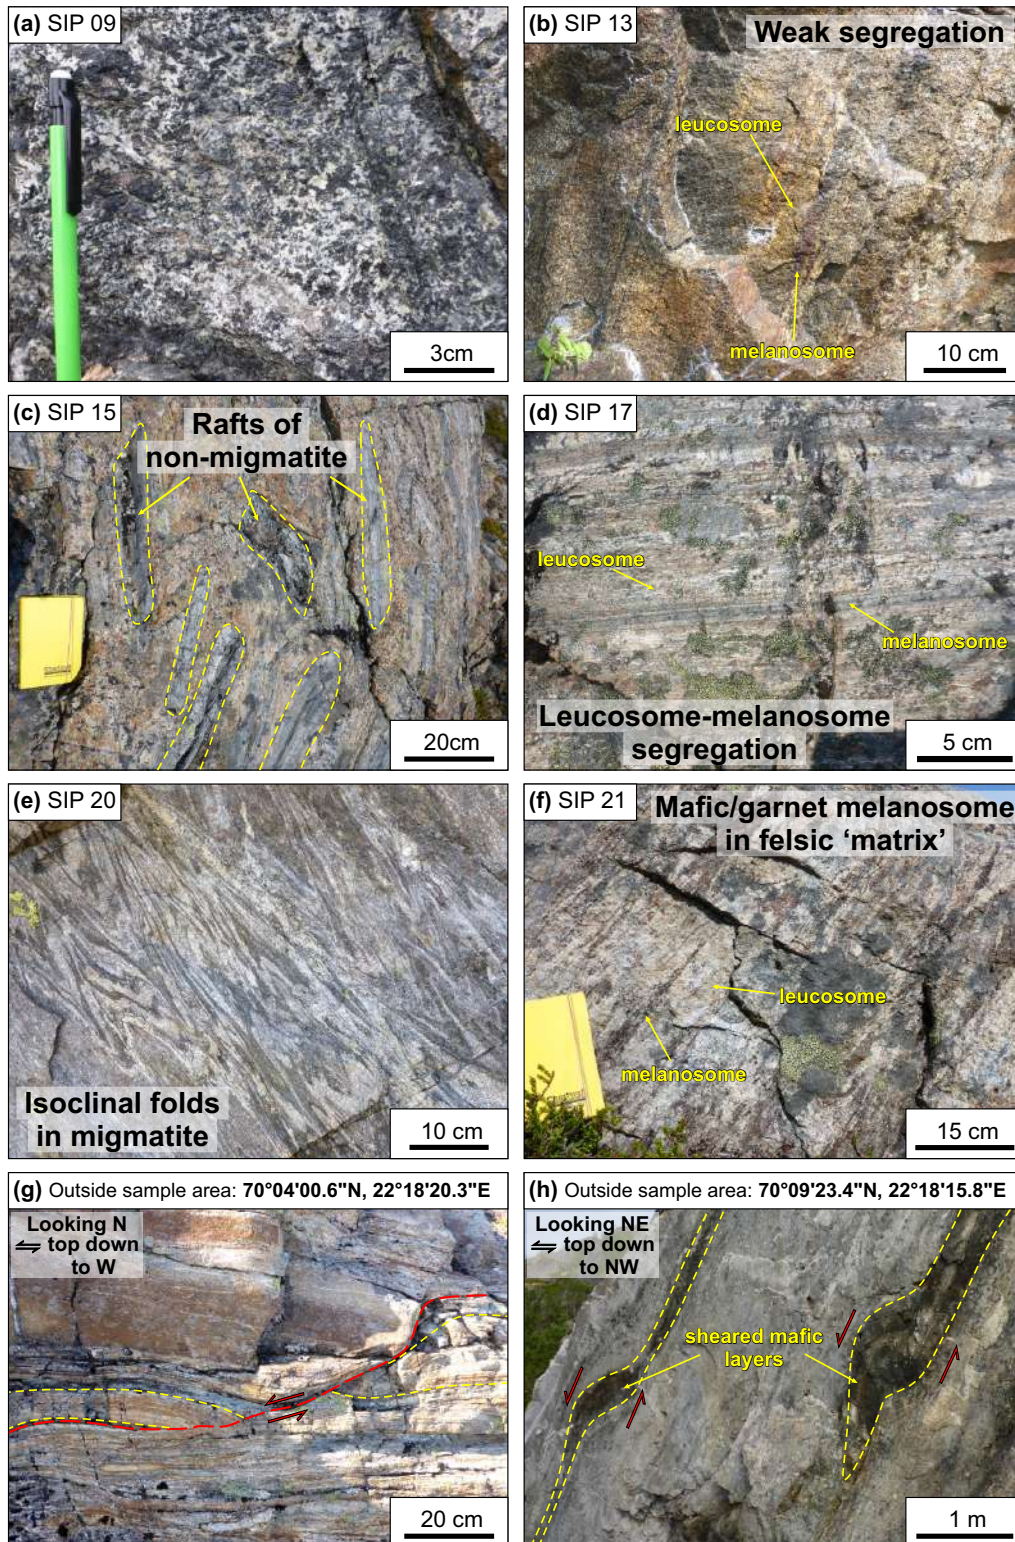 (a) SIP 09
3cm
(b) SIP 13
Weak segregation
leucosome
melanosome
10 cm
(c) SIP 15
Rafts of
non-migmatite
20cm
(d) SIP 17
leucosome
melanosome
Leucosome-melanosome
segregation
5 cm
(e) SIP 20
Isoclinal folds
in migmatite
10 cm
(f) SIP 21
Mafic/garnet melanosome
in felsic ‘matrix’
leucosome
melanosome
15 cm
(g) Outside sample area: 70°04'00.6"N, 22°18'20.3"E
Looking N
⇌ top down
to W
20 cm
(h) Outside sample area: 70°09'23.4"N, 22°18'15.8"E
Looking NE
⇌ top down
to NW
sheared mafic
layers
1 m